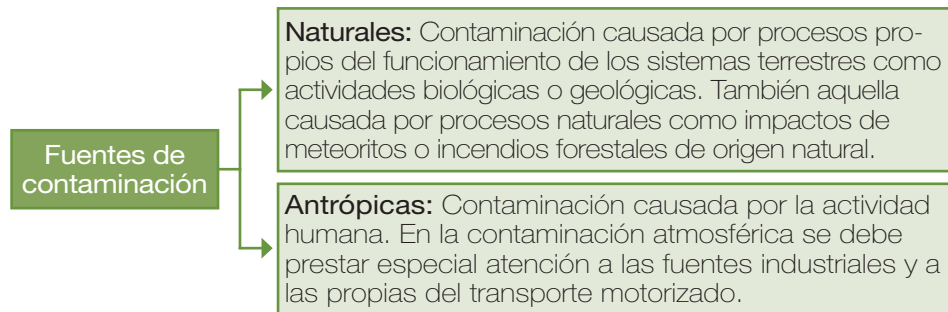 Fuentes de
contaminación
Naturales: Contaminación causada por procesos pro-
pios del funcionamiento de los sistemas terrestres como
actividades biológicas o geológicas. También aquella
causada por procesos naturales como impactos de
meteoritos o incendios forestales de origen natural.
Antrópicas: Contaminación causada por la actividad
humana. En la contaminación atmosférica se debe
prestar especial atención a las fuentes industriales y a
las propias del transporte motorizado.